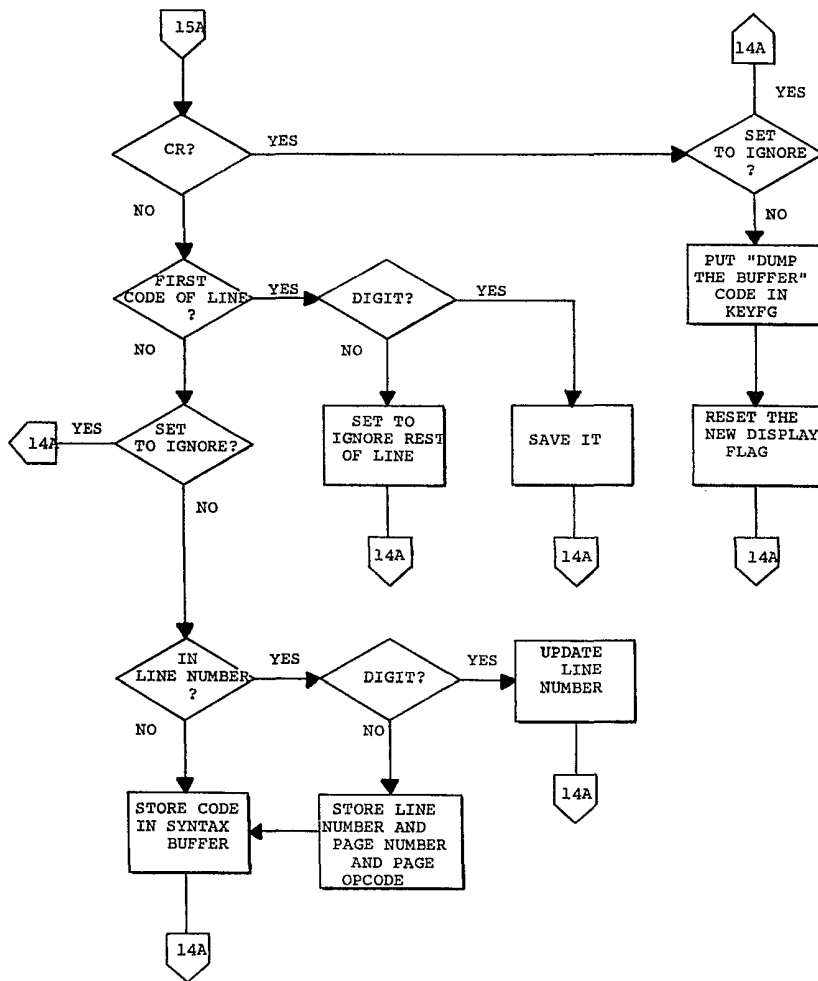 15A
14A
YES
CR?
YES
SET
TO IGNORE
?
NO
NO
PUT "DUMP
THE BUFFER"
CODE IN
KEYFG
FIRST
CODE OF LINE
?
YES
DIGIT?
YES
NO
NO
RESET THE
NEW DISPLAY
FLAG
14A
YES
SET
TO IGNORE?
NO
SET TO
IGNORE REST
OF LINE
SAVE IT
14A
14A
14A
IN
LINE NUMBER
?
YES
DIGIT?
YES
UPDATE
LINE
NUMBER
NO
NO
14A
STORE CODE
IN SYNTAX
BUFFER
STORE LINE
NUMBER AND
PAGE NUMBER
AND PAGE
OPCODE
14A